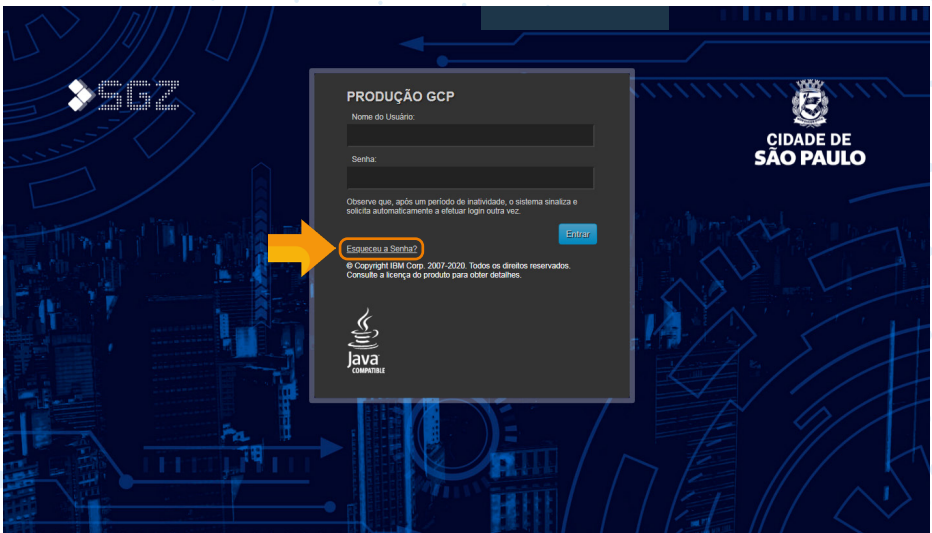 SGZ
CIDADE DE
SÃO PAULO
PRODUÇÃO GCP
Nome do Usuário:
Senha:
Observe que, após um período de inatividade, o sistema sinaliza e
solicita automaticamente a efetuar login outra vez.
Entrar
Esqueceu a Senha?
© Copyright IBM Corp. 2007-2020. Todos os direitos reservados.
Consulte a licença do produto para obter detalhes.
Java
COMPATIBLE